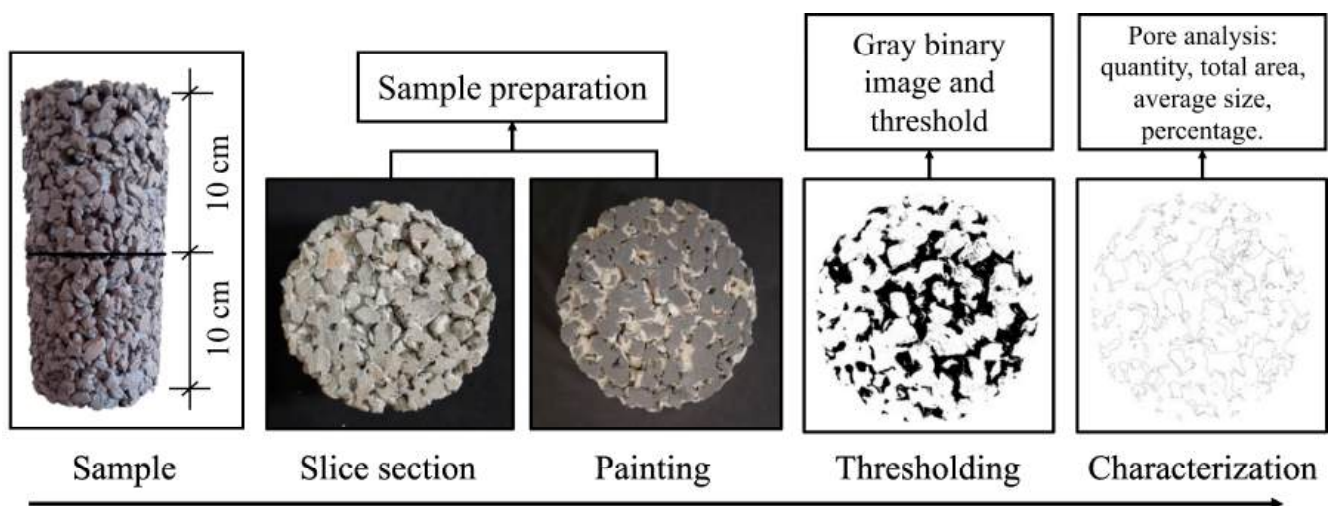 Sample preparation
Gray binary
image and
threshold
Pore analysis:
quantity, total area,
average size,
percentage.
10 cm
10 cm
Sample
Slice section
Painting
Thresholding
Characterization